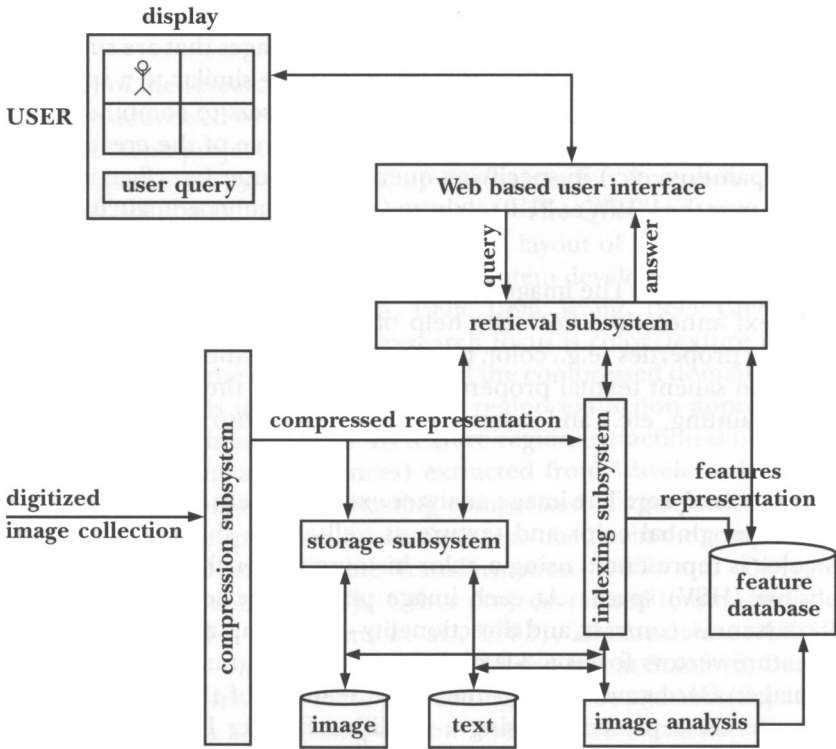 display
USER
user query
Web based user interface
query
answer
retrieval subsystem
compressed representation
compression subsystem
indexing subsystem
features
representation
digitized
image collection
storage subsystem
feature
database
image
text
image analysis